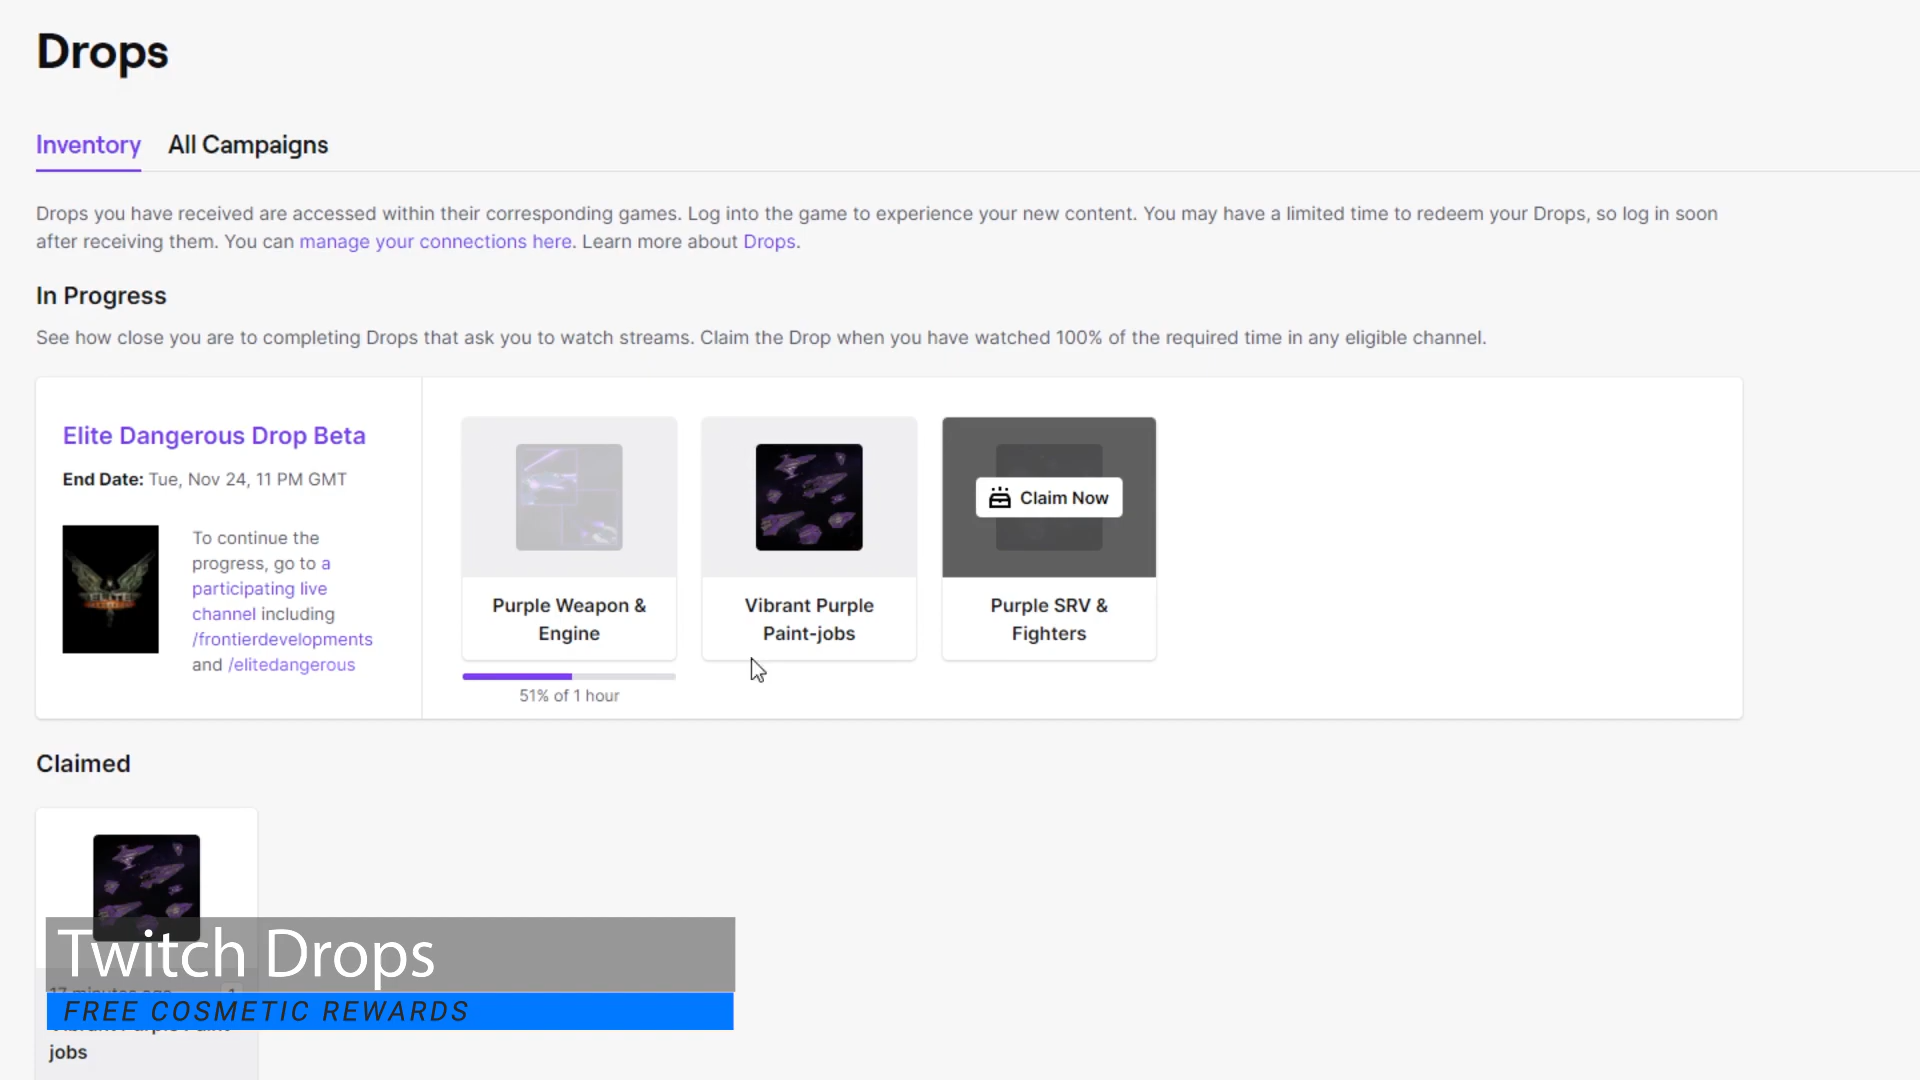 Drops
Inventory
All Campaigns
Drops you have received are accessed within their corresponding games. Log into the game to experience your new content. You may have a limited time to redeem your Drops, so log in soon
after receiving them. You can manage your connections here. Learn more about Drops.
In Progress
See how close you are to completing Drops that ask you to watch streams. Claim the Drop when you have watched 100% of the required time in any eligible channel.
Elite Dangerous Drop Beta
End Date: Tue, Nov 24, 11 PM GMT
ELITE
To continue the
progress, go to a
participating live
channel including
/frontierdevelopments
and /elitedangerous
Purple Weapon &
Engine
51% of 1 hour
Vibrant Purple
Paint-jobs
Claim Now
Purple SRV &
Fighters
Claimed
Twitch Drops
17 minutes ago
FREE COSMETIC REWARDS
jobs